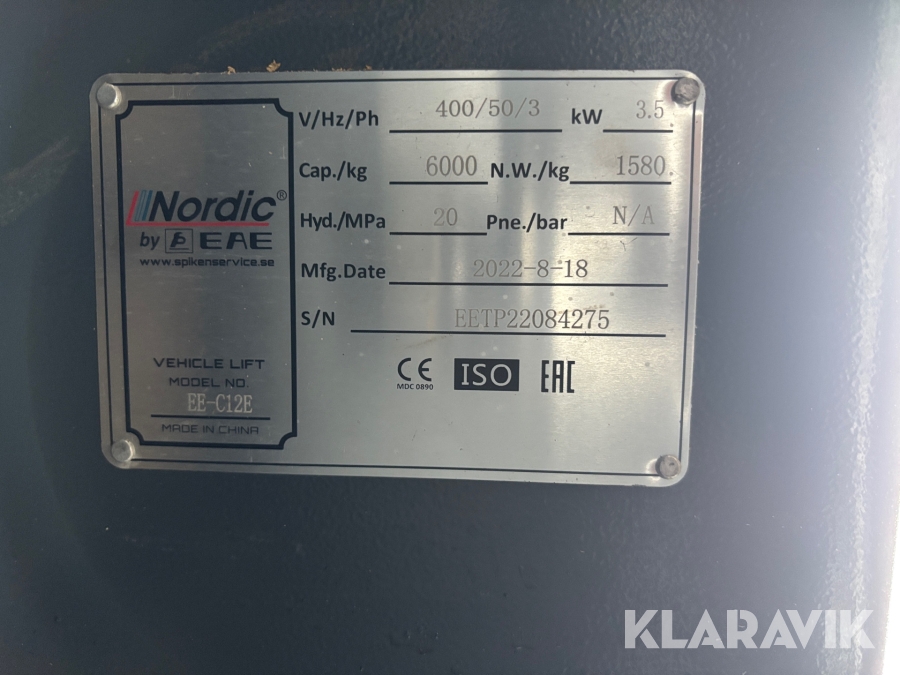 V/Hz/Ph 400/50/3 kW 3.5
Cap./kg 6000 N.W./kg 1580
Hyd./MPa 20 Pne./bar N/A
Mfg.Date 2022-8-18
S/N EETP22084275
Nordic®
by EAE
www.spikenservice.se
VEHICLE LIFT
MODEL NO.
EE-C12E
MADE IN CHINA
CE ISO EAC
MDC 0890
KLARAVIK